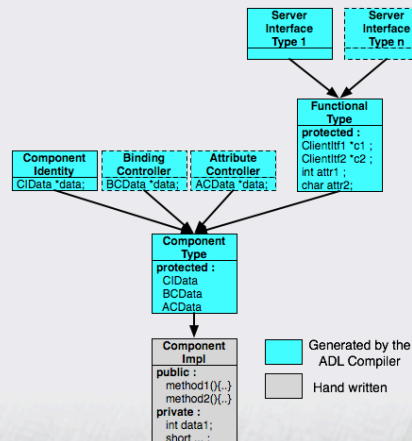 Server
Interface
Type 1
Server
Interface
Type n
Functional
Type
protected :
ClientItf1 *c1 ;
ClientItf2 *c2 ;
int attr1 ;
char attr2;
Component
Identity
CIData *data;
Binding
Controller
BCData *data;
Attribute
Controller
ACData *data;
Component
Type
protected :
CIData
BCData
ACData
Component
Impl
public :
method1(){..}
method2(){..}
private :
int data1;
short ... ;
Generated by the
ADL Compiler
Hand written